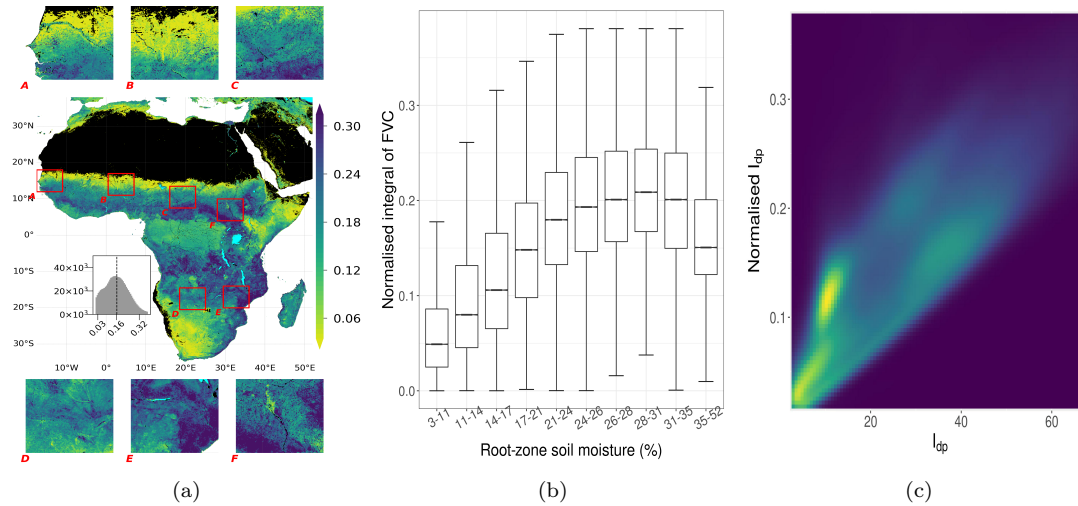 A
B
C
30°N
20°N
10°N
0°
10°S
20°S
30°S
10°W
0°
10°E
20°E
30°E
40°E
50°E
0.30
0.24
0.18
0.12
0.06
40×10³
20×10³
0×10³
0.03
0.16
0.32
A
B
C
F
D
E
D
E
F
(a)
Normalised integral of FVC
0.3
0.2
0.1
0.0
3-11
11-14
14-17
17-21
21-24
24-26
26-28
28-31
31-35
35-52
Root-zone soil moisture (%)
(b)
Normalised Idp
0.3
0.2
0.1
20
40
60
Idp
(c)